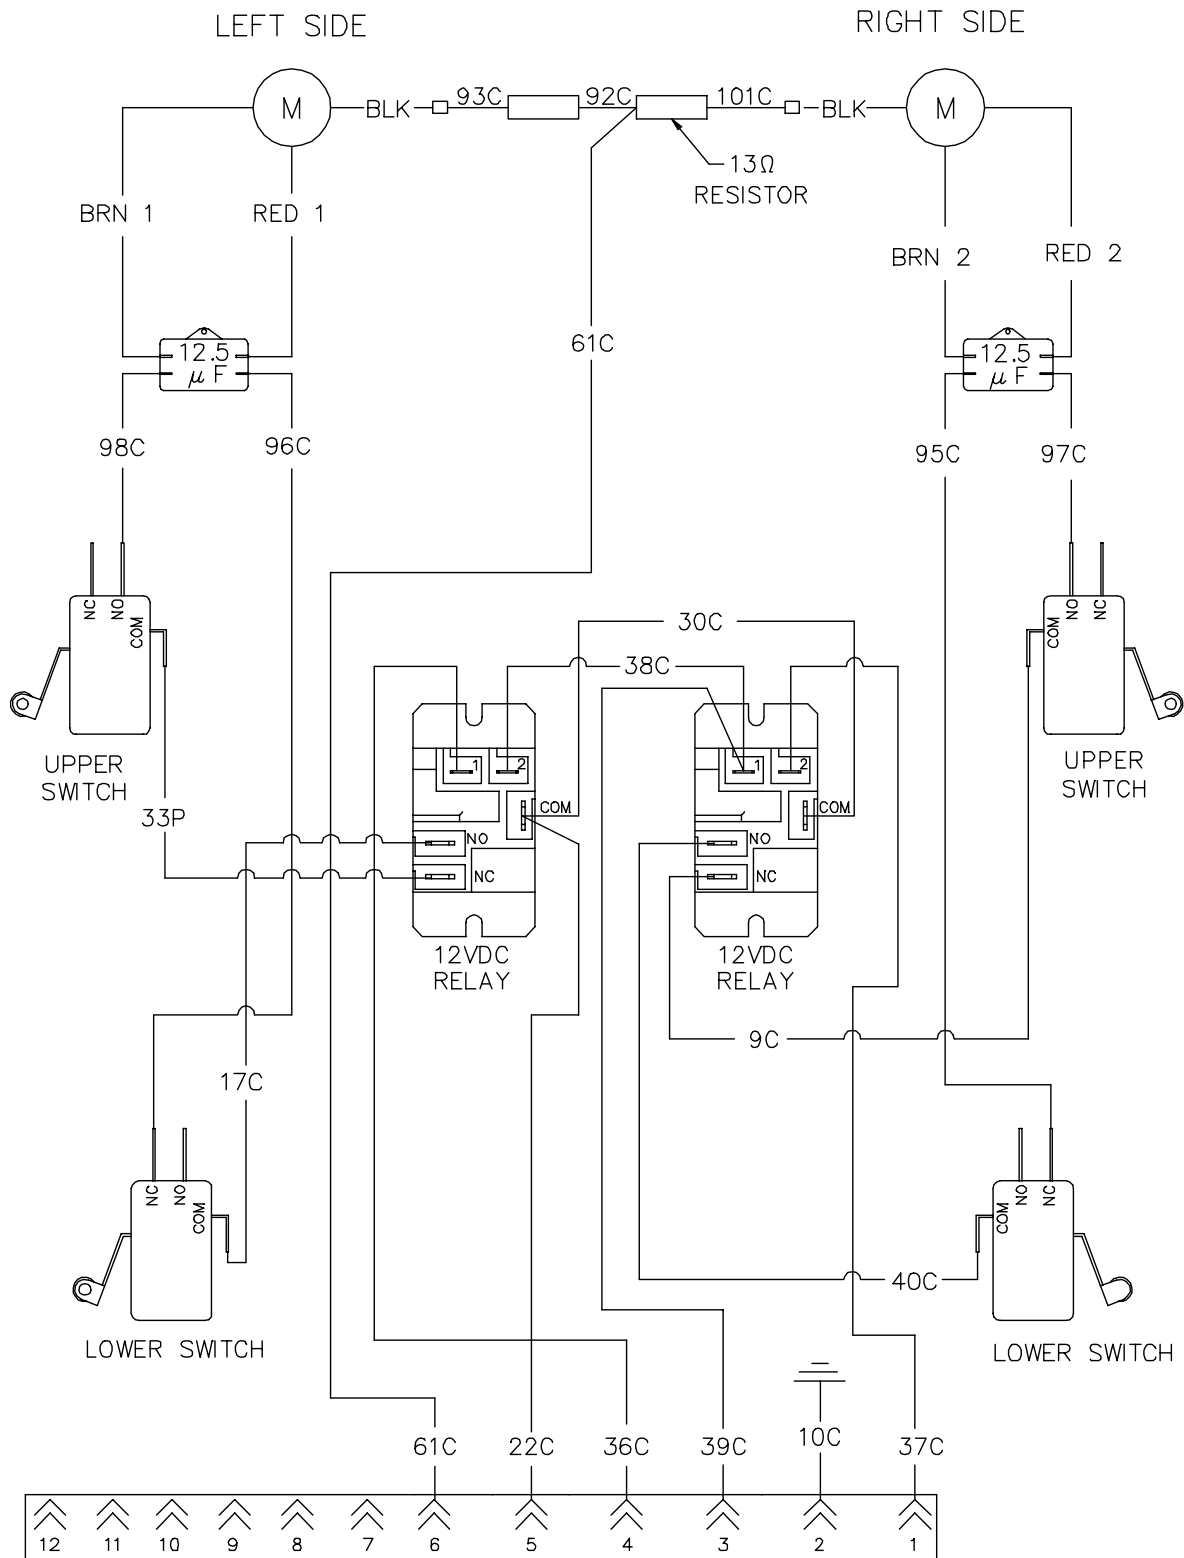 LEFT SIDE
RIGHT SIDE
M
BLK
93C
92C
101C
BLK
M
13Ω
RESISTOR
BRN 1
RED 1
BRN 2
RED 2
61C
12.5
µF
12.5
µF
98C
96C
95C
97C
NC
NO
COM
COM
NO
NC
30C
38C
UPPER
SWITCH
UPPER
SWITCH
1
2
COM
NO
NC
1
2
COM
NO
NC
33P
12VDC
RELAY
12VDC
RELAY
9C
17C
NC
NO
COM
COM
NO
NC
40C
LOWER SWITCH
LOWER SWITCH
61C
22C
36C
39C
10C
37C
12
11
10
9
8
7
6
5
4
3
2
1